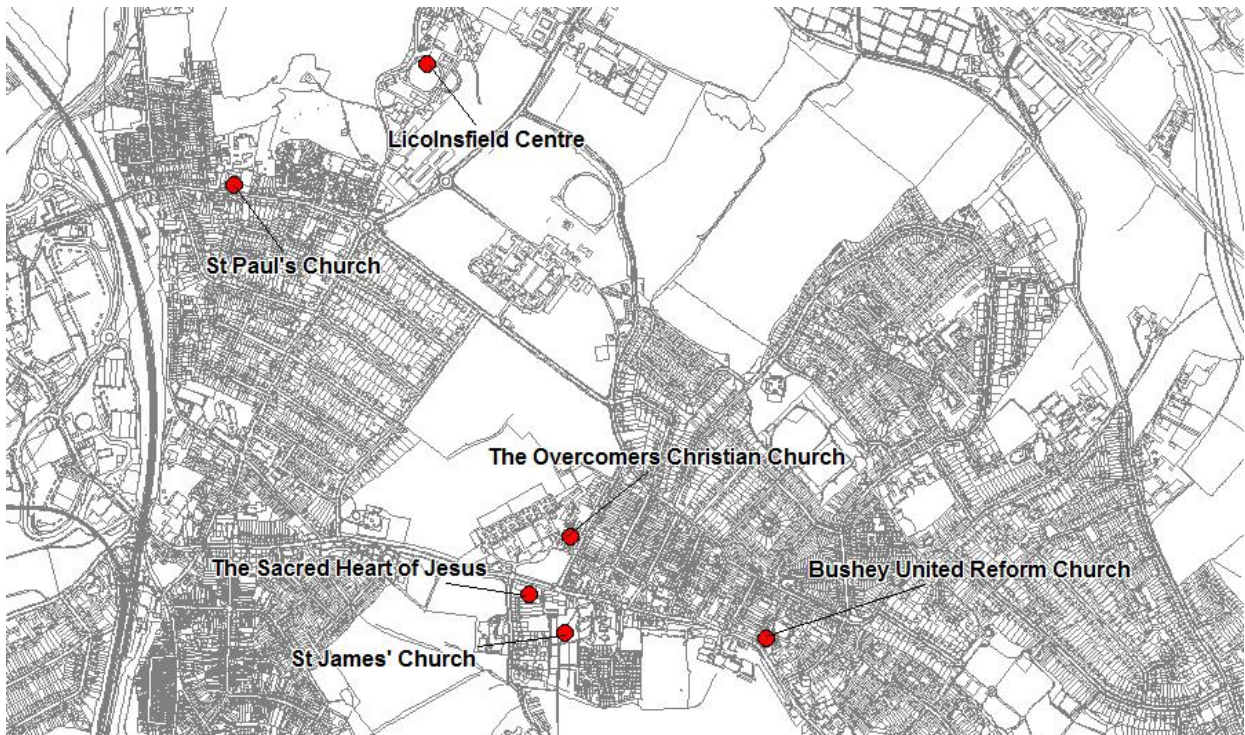 Licolnsfield Centre
St Paul's Church
The Overcomers Christian Church
The Sacred Heart of Jesus
Bushey United Reform Church
St James' Church